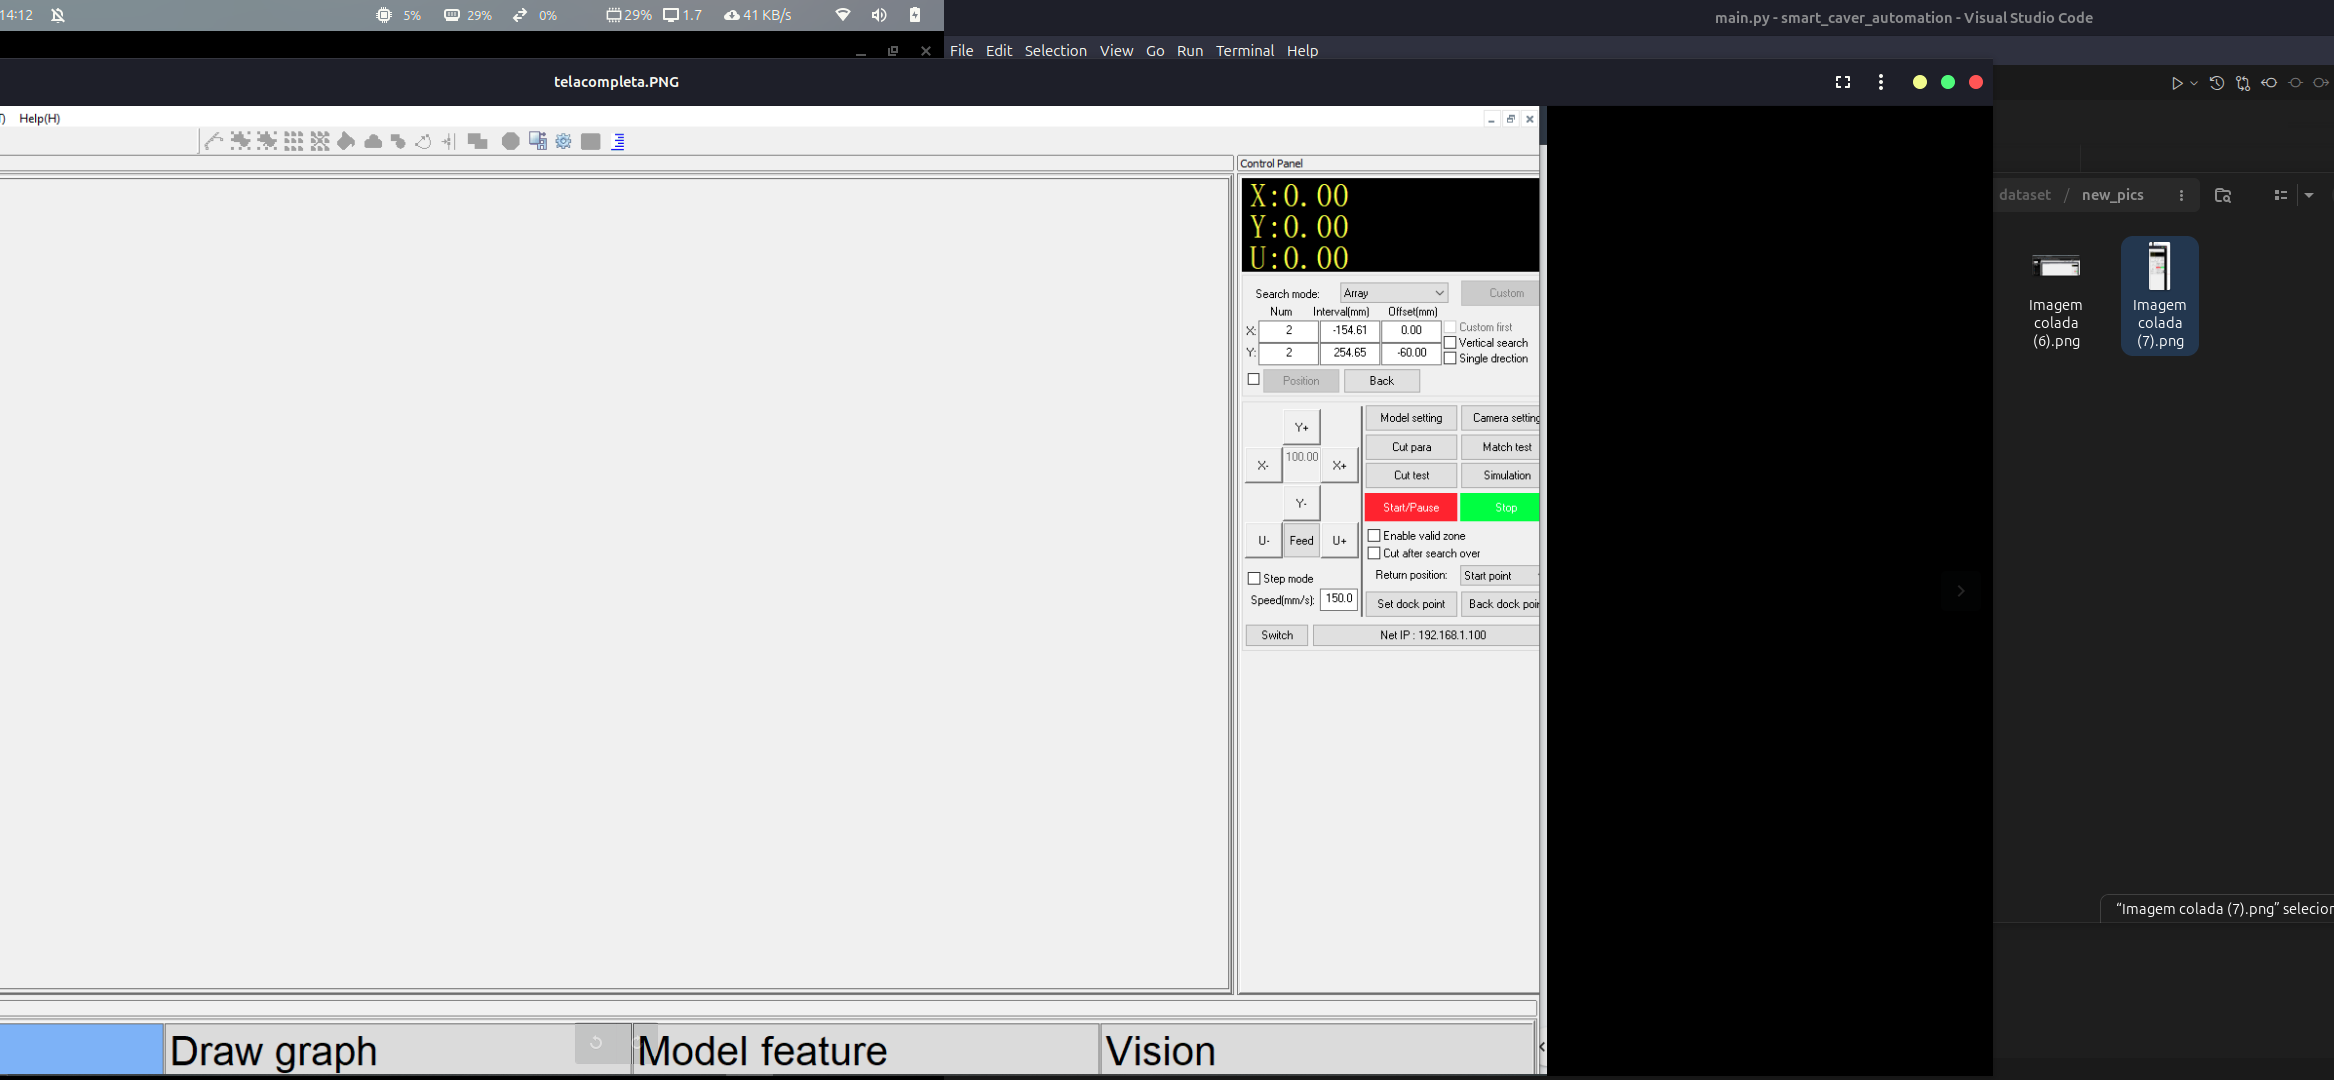 14:12 5% 29% 0% 29% 1.7 41 KB/s
main.py - smart_caver_automation - Visual Studio Code
File Edit Selection View Go Run Terminal Help
telacompleta.PNG
Help(H)
Control Panel
X:0.00
Y:0.00
U:0.00
Search mode: Array Custom
Num Interval(mm) Offset(mm)
X: 2 -154.61 0.00
Y: 2 254.65 -60.00
Custom first
Vertical search
Single drection
Position Back
Y+
X- 100.00 X+
Y-
U- Feed U+
Step mode
Speed(mm/s): 150.0
Model setting Camera setting
Cut para Match test
Cut test Simulation
Start/Pause Stop
Enable valid zone
Cut after search over
Return position: Start point
Set dock point Back dock poi
Switch Net IP : 192.168.1.100
Draw graph Model feature Vision
dataset / new_pics
Imagem
colada
(6).png
Imagem
colada
(7).png
“Imagem colada (7).png” selecio